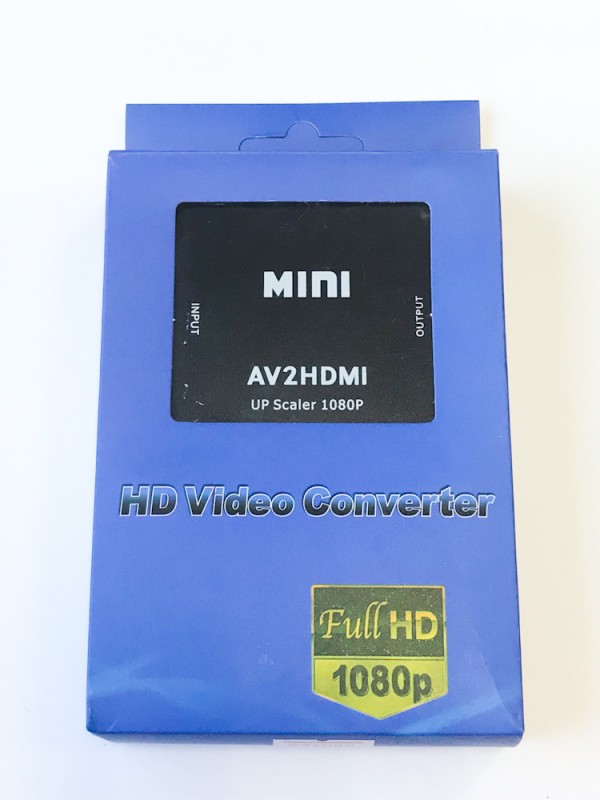 MINI
INPUT
OUTPUT
AV2HDMI
UP Scaler 1080P
HD Video Converter
Full HD
1080p